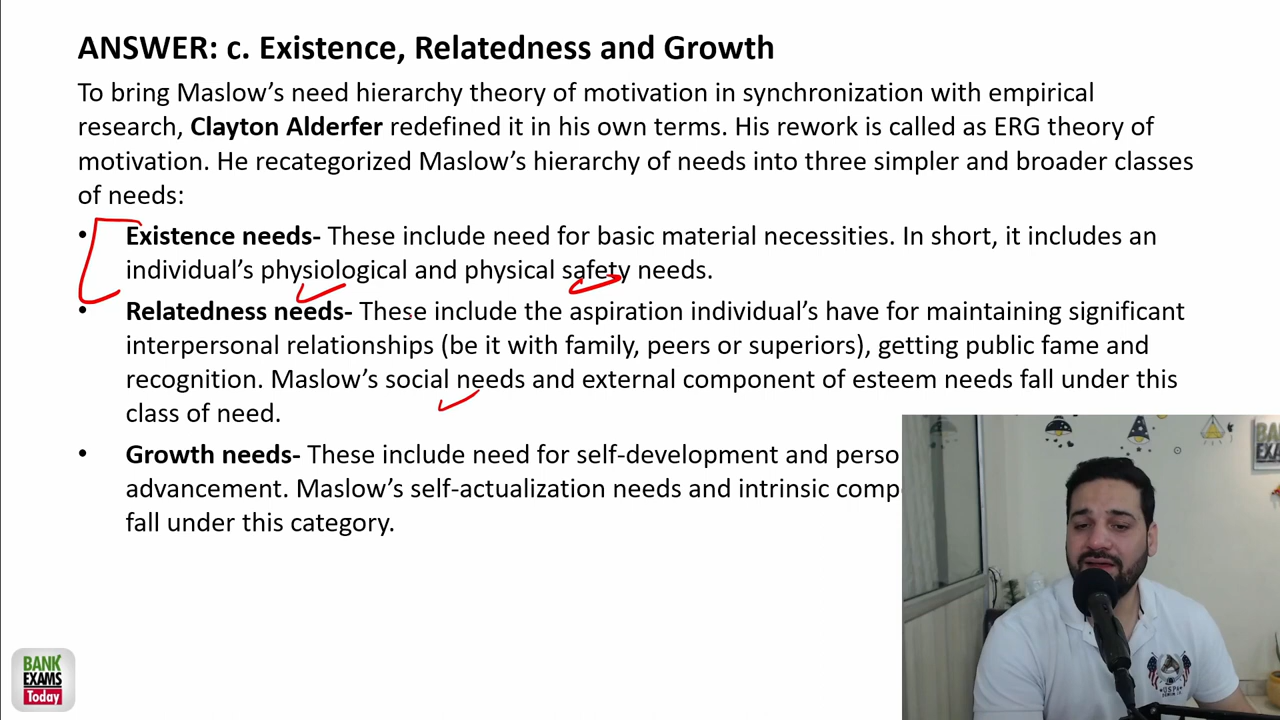 ANSWER: c. Existence, Relatedness and Growth
To bring Maslow’s need hierarchy theory of motivation in synchronization with empirical
research, Clayton Alderfer redefined it in his own terms. His rework is called as ERG theory of
motivation. He recategorized Maslow’s hierarchy of needs into three simpler and broader classes
of needs:
• Existence needs- These include need for basic material necessities. In short, it includes an
individual’s physiological and physical safety needs.
• Relatedness needs- These include the aspiration individual’s have for maintaining significant
interpersonal relationships (be it with family, peers or superiors), getting public fame and
recognition. Maslow’s social needs and external component of esteem needs fall under this
class of need.
• Growth needs- These include need for self-development and perso
advancement. Maslow’s self-actualization needs and intrinsic comp
fall under this category.
BANK
EXAMS
Today